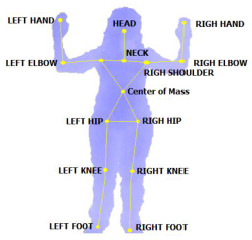 LEFT HAND
HEAD
RIGH HAND
NECK
LEFT ELBOW
RIGH ELBOW
RIGH SHOULDER
Center of Mass
LEFT HIP
RIGH HIP
LEFT KNEE
RIGHT KNEE
LEFT FOOT
RIGHT FOOT